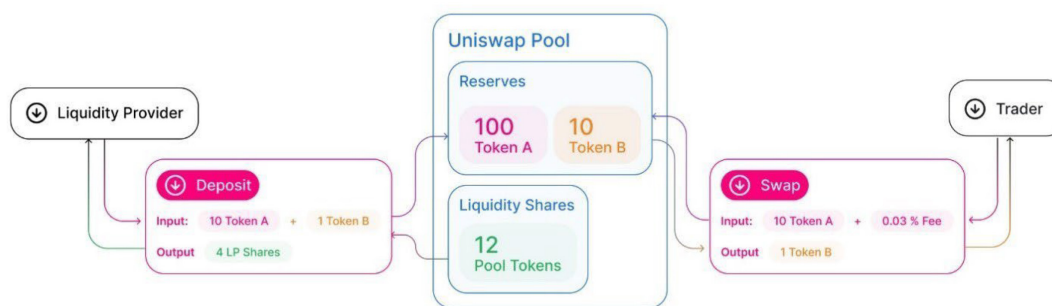 Uniswap Pool
Reserves
100
Token A
10
Token B
Liquidity Shares
12
Pool Tokens
Liquidity Provider
Deposit
Input: 10 Token A + 1 Token B
Output 4 LP Shares
Trader
Swap
Input: 10 Token A + 0.03 % Fee
Output 1 Token B